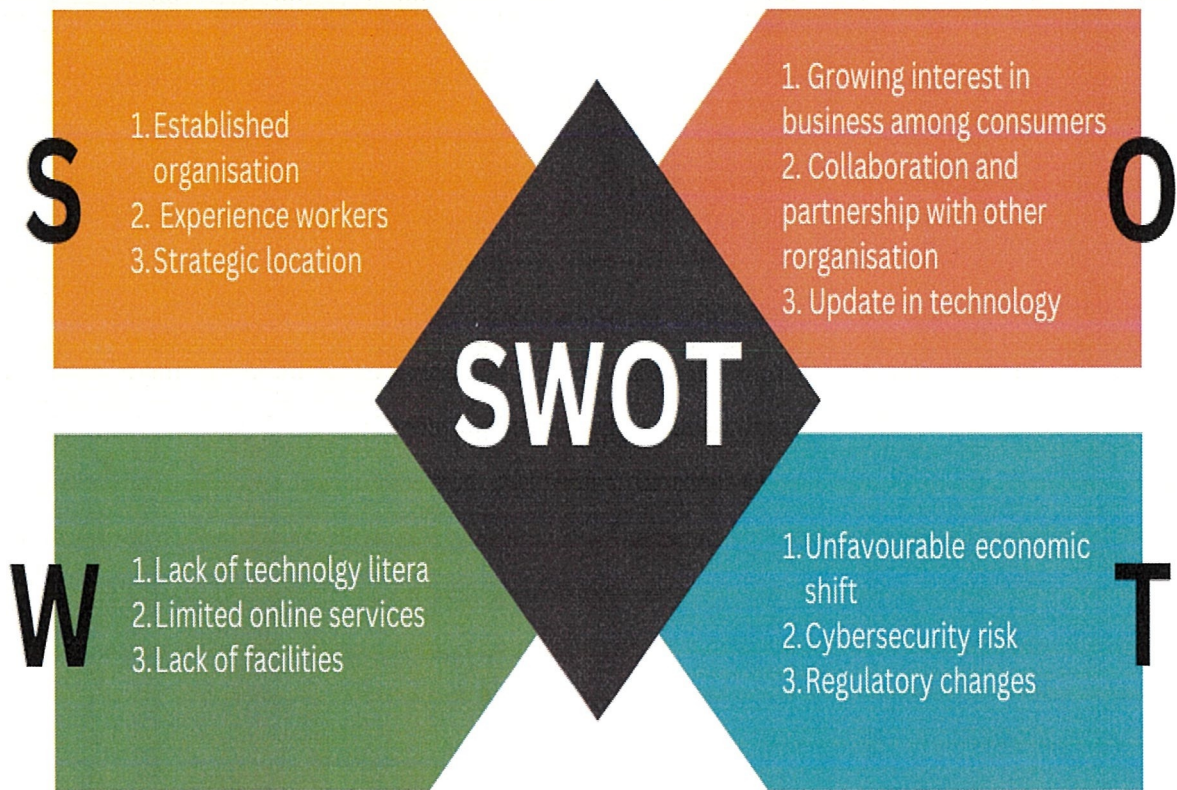 S
1. Established
organisation
2. Experience workers
3. Strategic location
1. Growing interest in
business among consumers
2. Collaboration and
partnership with other
rorganisation
3. Update in technology
O
SWOT
W
1. Lack of technolgy litera
2. Limited online services
3. Lack of facilities
1. Unfavourable economic
shift
2. Cybersecurity risk
3. Regulatory changes
T